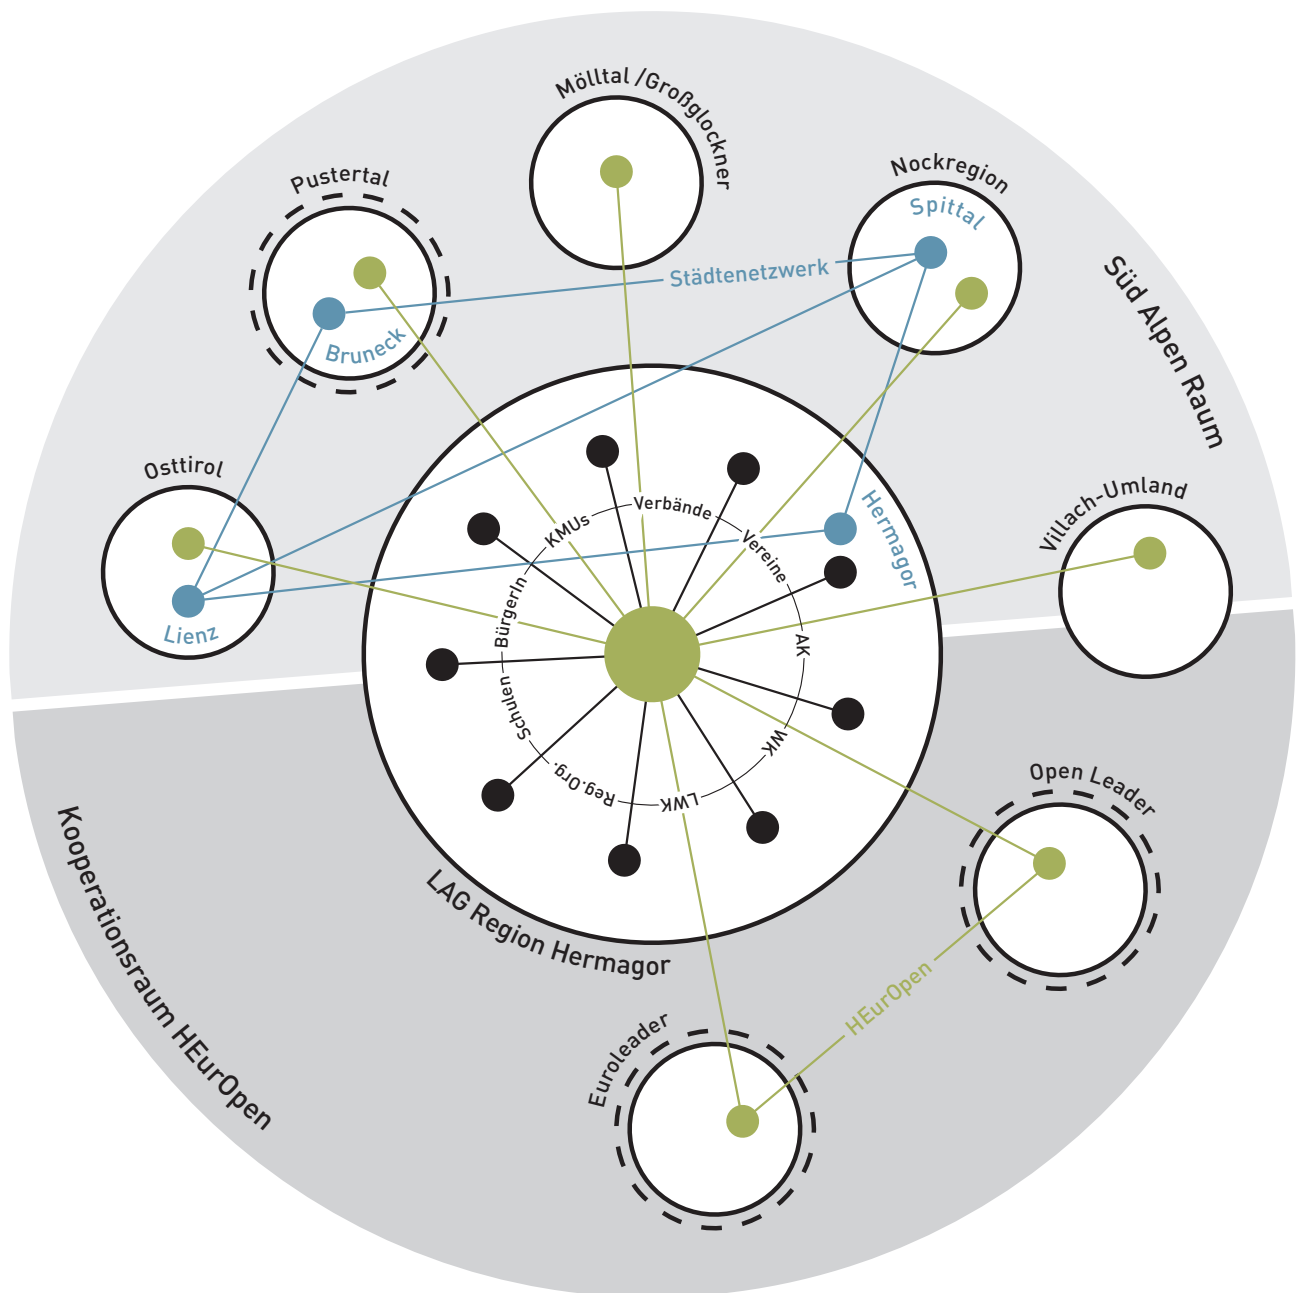 Mölltal /Großglockner
Pustertal
Nockregion
Spittal
Städtenetzwerk
Süd Alpen Raum
Bruneck
Osttirol
Lienz
Hermagor
Villach-Umland
Verbände
Vereine
AK
WK
LWK
Reg.Org.
Schulen
BürgerIn
KMUs
LAG Region Hermagor
Open Leader
Kooperationsraum HEurOpen
HEurOpen
Euroleader